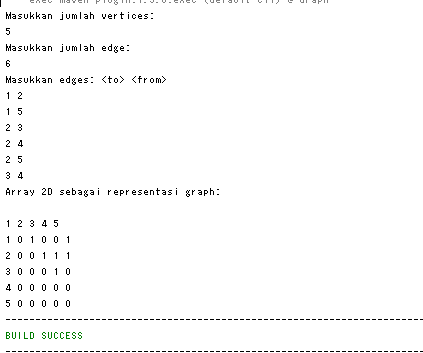 exec maven plugin:1.5.0:exec (default cli) @ graph
Masukkan jumlah vertices:
5
Masukkan jumlah edge:
6
Masukkan edges: <to> <from>
1 2
1 5
2 3
2 4
2 5
3 4
Array 2D sebagai representasi graph:
1 2 3 4 5
1 0 1 0 0 1
2 0 0 1 1 1
3 0 0 0 1 0
4 0 0 0 0 0
5 0 0 0 0 0
------------------------------------------------------------------------
BUILD SUCCESS
------------------------------------------------------------------------